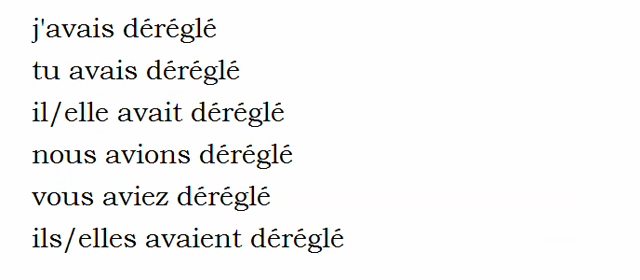 j'avais déréglé
tu avais déréglé
il/elle avait déréglé
nous avions déréglé
vous aviez déréglé
ils/elles avaient déréglé